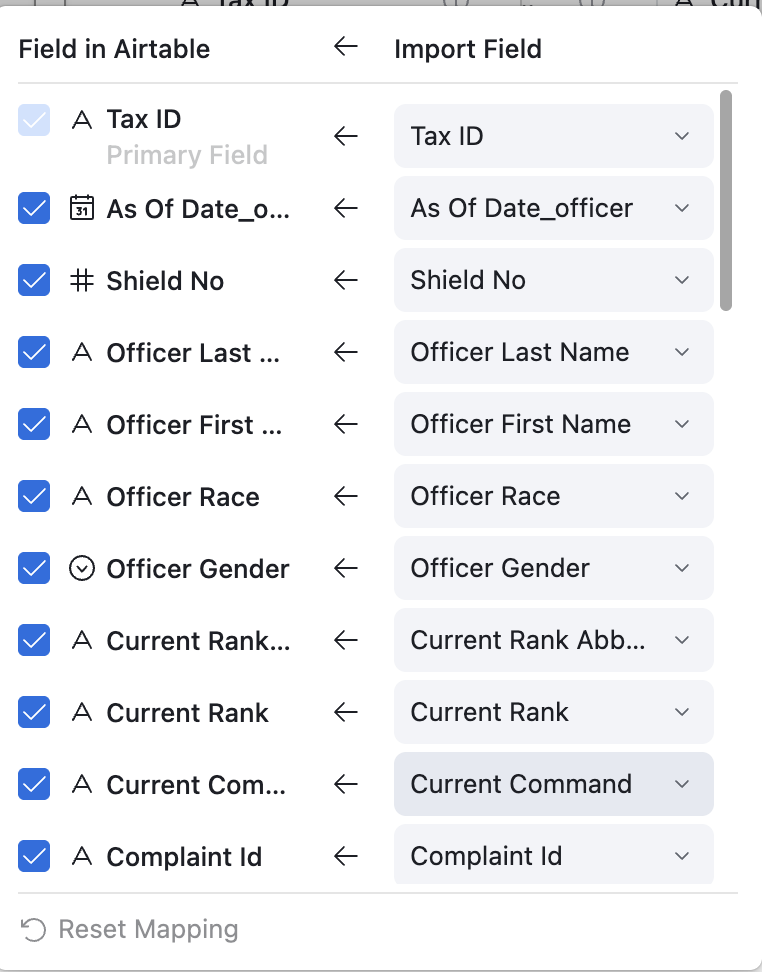 Field in Airtable ← Import Field
Tax ID ← Tax ID
Primary Field
31 As Of Date_o... ← As Of Date_officer
# Shield No ← Shield No
A Officer Last ... ← Officer Last Name
A Officer First ... ← Officer First Name
A Officer Race ← Officer Race
Officer Gender ← Officer Gender
A Current Rank... ← Current Rank Abb...
A Current Rank ← Current Rank
A Current Com... ← Current Command
A Complaint Id ← Complaint Id
Reset Mapping